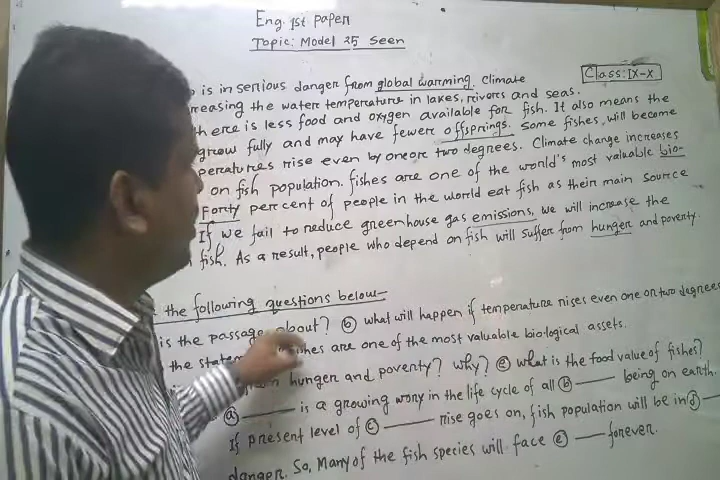 Eng. 1st Paper
Topic: Model 25 Seen
Class: IX-X
is in serious danger from global warming. Climate
reasing the water temperature in lakes, rivers and seas.
here is less food and oxygen available for fish. It also means the
grow fully and may have fewer offsprings. Some fishes will become
peratures rise even by one or two degrees. Climate change increases
on fish population. fishes are one of the world's most valuable bio-
Forty percent of people in the world eat fish as their main source
If we fail to reduce greenhouse gas emissions, we will increase the
fish. As a result, people who depend on fish will suffer from hunger and poverty.
the following questions below-
is the passage about? ⓑ what will happen if temperature rises even one or two degrees
the state shes are one of the most valuable biological assets.
hunger and poverty? Why? ⓔ what is the food value of fishes?
ⓐ ____ is a growing wory in the life cycle of all ⓑ ____ being on earth.
If present level of ⓒ ____ rise goes on, fish population will be in ⓓ ____
danger. So, Many of the fish species will face ⓔ ____ forever.